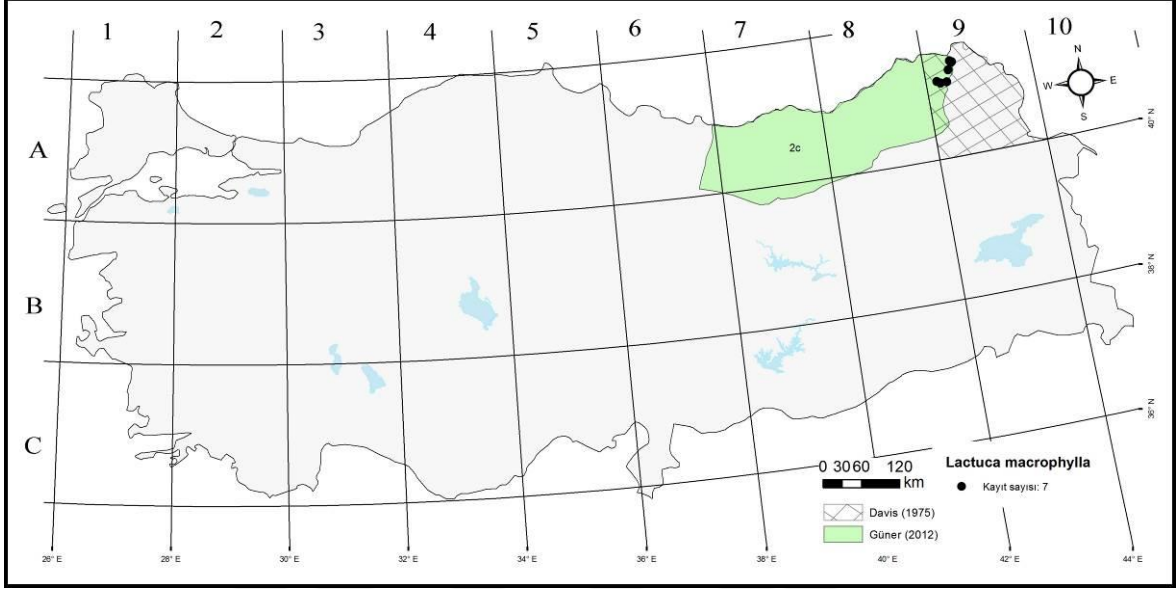 1 2 3 4 5 6 7 8 9 10
N
W E
S
40° N
A
2c
38° N
B
36° N
C
0 30 60 120
km
Lactuca macrophylla
Kayıt sayısı: 7
Davis (1975)
Güner (2012)
26° E 28° E 30° E 32° E 34° E 36° E 38° E 40° E 42° E 44° E